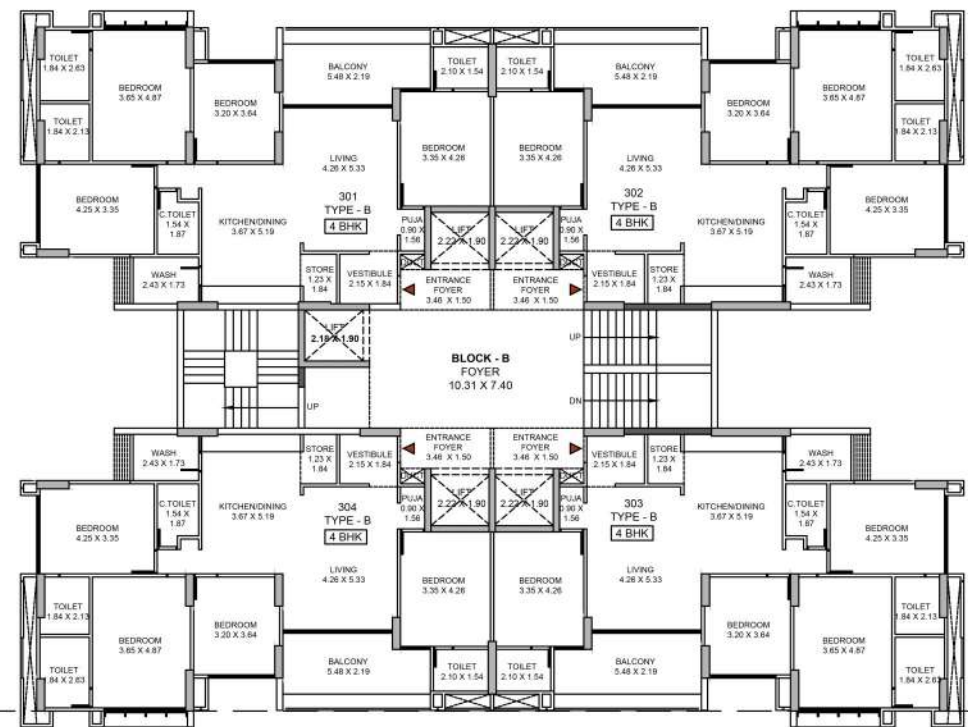 TOILET
1.84 X 2.63
BEDROOM
3.65 X 4.87
BEDROOM
3.20 X 3.64
BALCONY
5.48 X 2.19
TOILET
2.10 X 1.54
TOILET
2.10 X 1.54
BALCONY
5.48 X 2.19
BEDROOM
3.20 X 3.64
BEDROOM
3.65 X 4.87
TOILET
1.84 X 2.63
TOILET
1.84 X 2.13
TOILET
1.84 X 2.13
BEDROOM
4.25 X 3.35
C.TOILET
1.54 X
1.87
KITCHEN/DINING
3.67 X 5.19
LIVING
4.26 X 5.33
301
TYPE - B
4 BHK
BEDROOM
3.35 X 4.26
BEDROOM
3.35 X 4.26
LIVING
4.26 X 5.33
302
TYPE - B
4 BHK
KITCHEN/DINING
3.67 X 5.19
C.TOILET
1.54 X
1.87
BEDROOM
4.25 X 3.35
PUJA
0.90 X
1.56
LIFT
2.22 X 1.90
LIFT
2.22 X 1.90
PUJA
0.90 X
1.56
WASH
2.43 X 1.73
STORE
1.23 X
1.84
VESTIBULE
2.15 X 1.84
ENTRANCE
FOYER
3.46 X 1.50
ENTRANCE
FOYER
3.46 X 1.50
VESTIBULE
2.15 X 1.84
STORE
1.23 X
1.84
WASH
2.43 X 1.73
LIFT
UP
BLOCK - B
FOYER
10.31 X 7.40
UP
DN
WASH
2.43 X 1.73
STORE
1.23 X
1.84
VESTIBULE
2.15 X 1.84
ENTRANCE
FOYER
3.46 X 1.50
ENTRANCE
FOYER
3.46 X 1.50
VESTIBULE
2.15 X 1.84
STORE
1.23 X
1.84
WASH
2.43 X 1.73
PUJA
0.90 X
1.56
LIFT
2.22 X 1.90
LIFT
2.22 X 1.90
PUJA
0.90 X
1.56
BEDROOM
4.25 X 3.35
C.TOILET
1.54 X
1.87
KITCHEN/DINING
3.67 X 5.19
304
TYPE - B
4 BHK
LIVING
4.26 X 5.33
BEDROOM
3.35 X 4.26
BEDROOM
3.35 X 4.26
303
TYPE - B
4 BHK
LIVING
4.26 X 5.33
KITCHEN/DINING
3.67 X 5.19
C.TOILET
1.54 X
1.87
BEDROOM
4.25 X 3.35
TOILET
1.84 X 2.13
BEDROOM
3.65 X 4.87
BEDROOM
3.20 X 3.64
BALCONY
5.48 X 2.19
TOILET
2.10 X 1.54
TOILET
2.10 X 1.54
BALCONY
5.48 X 2.19
BEDROOM
3.20 X 3.64
BEDROOM
3.65 X 4.87
TOILET
1.84 X 2.13
TOILET
1.84 X 2.63
TOILET
1.84 X 2.63